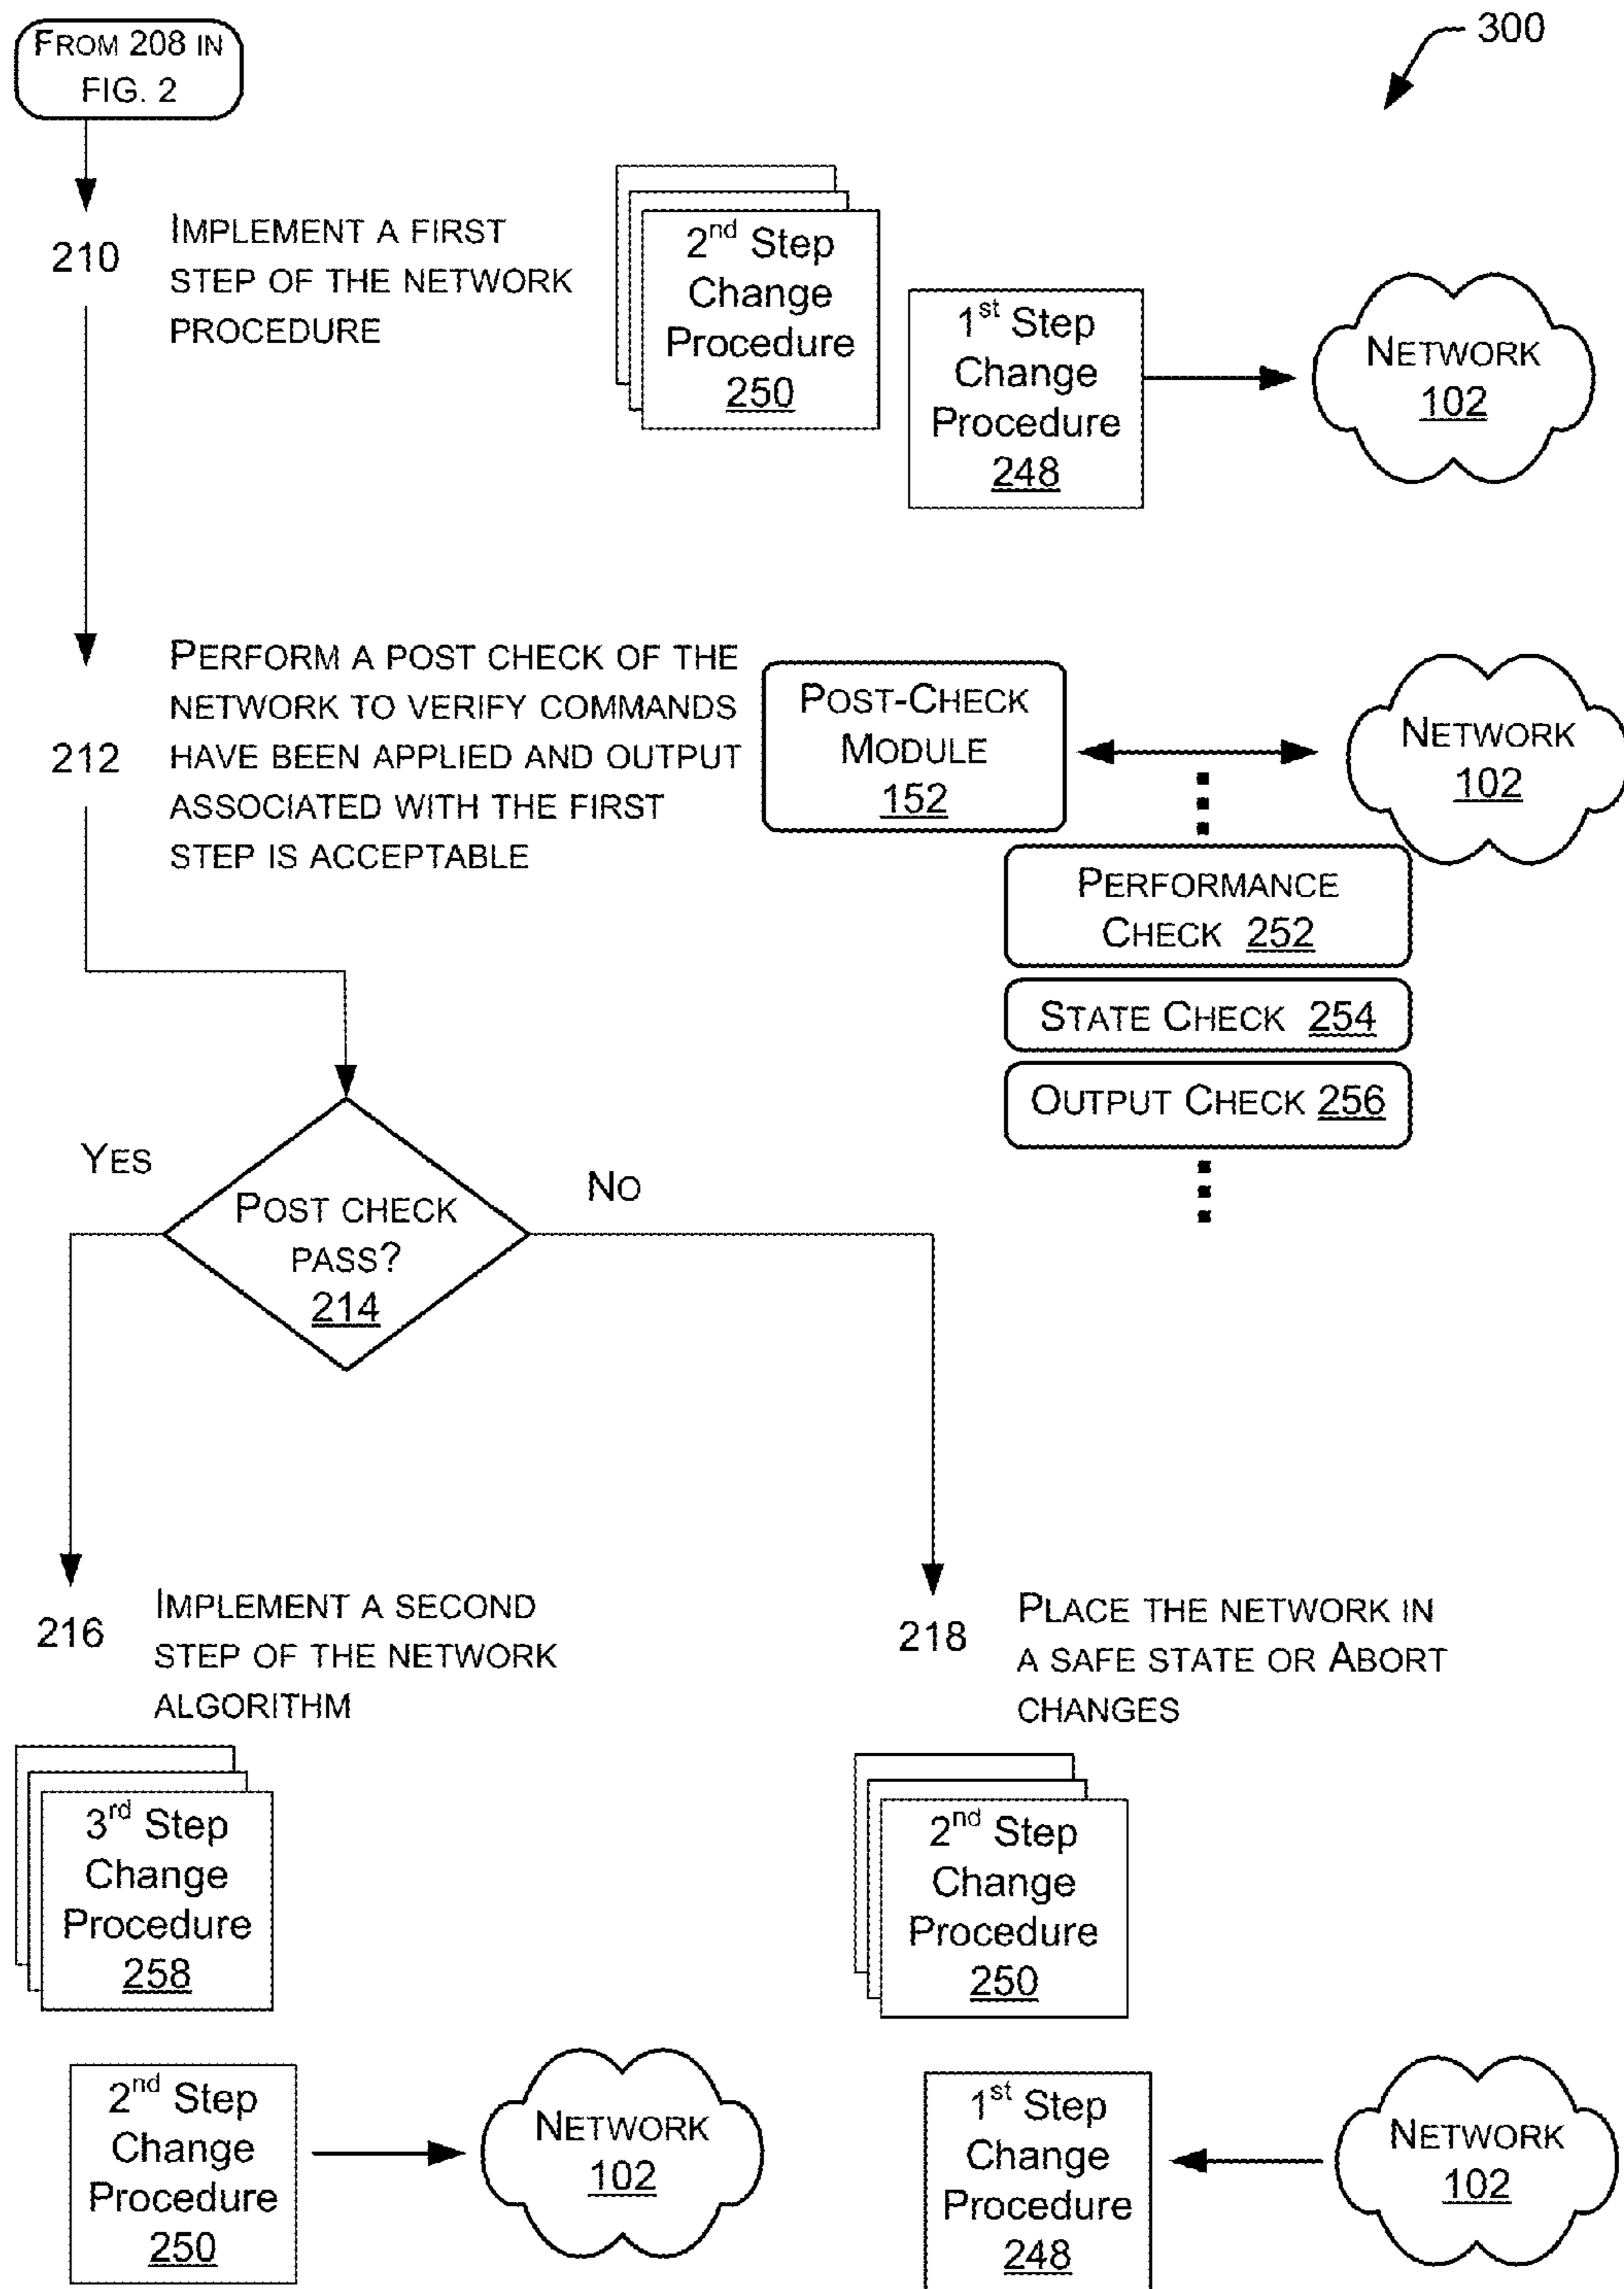 FROM 208 IN
FIG. 2
300
210
IMPLEMENT A FIRST
STEP OF THE NETWORK
PROCEDURE
2nd Step
Change
Procedure
250
1st Step
Change
Procedure
248
NETWORK
102
212
PERFORM A POST CHECK OF THE
NETWORK TO VERIFY COMMANDS
HAVE BEEN APPLIED AND OUTPUT
ASSOCIATED WITH THE FIRST
STEP IS ACCEPTABLE
POST-CHECK
MODULE
152
NETWORK
102
PERFORMANCE
CHECK 252
STATE CHECK 254
OUTPUT CHECK 256
YES
POST CHECK
PASS?
214
NO
216
IMPLEMENT A SECOND
STEP OF THE NETWORK
ALGORITHM
218
PLACE THE NETWORK IN
A SAFE STATE OR ABORT
CHANGES
3rd Step
Change
Procedure
258
2nd Step
Change
Procedure
250
2nd Step
Change
Procedure
250
NETWORK
102
1st Step
Change
Procedure
248
NETWORK
102